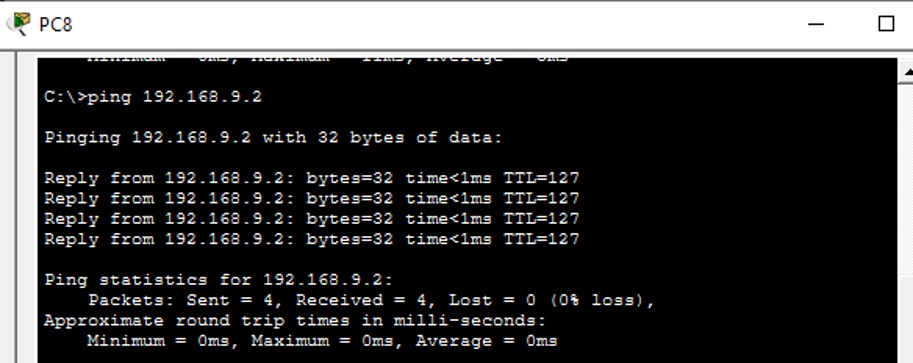 PC8
C:\>ping 192.168.9.2
Pinging 192.168.9.2 with 32 bytes of data:
Reply from 192.168.9.2: bytes=32 time<1ms TTL=127
Reply from 192.168.9.2: bytes=32 time<1ms TTL=127
Reply from 192.168.9.2: bytes=32 time<1ms TTL=127
Reply from 192.168.9.2: bytes=32 time<1ms TTL=127
Ping statistics for 192.168.9.2:
Packets: Sent = 4, Received = 4, Lost = 0 (0% loss),
Approximate round trip times in milli-seconds:
Minimum = 0ms, Maximum = 0ms, Average = 0ms